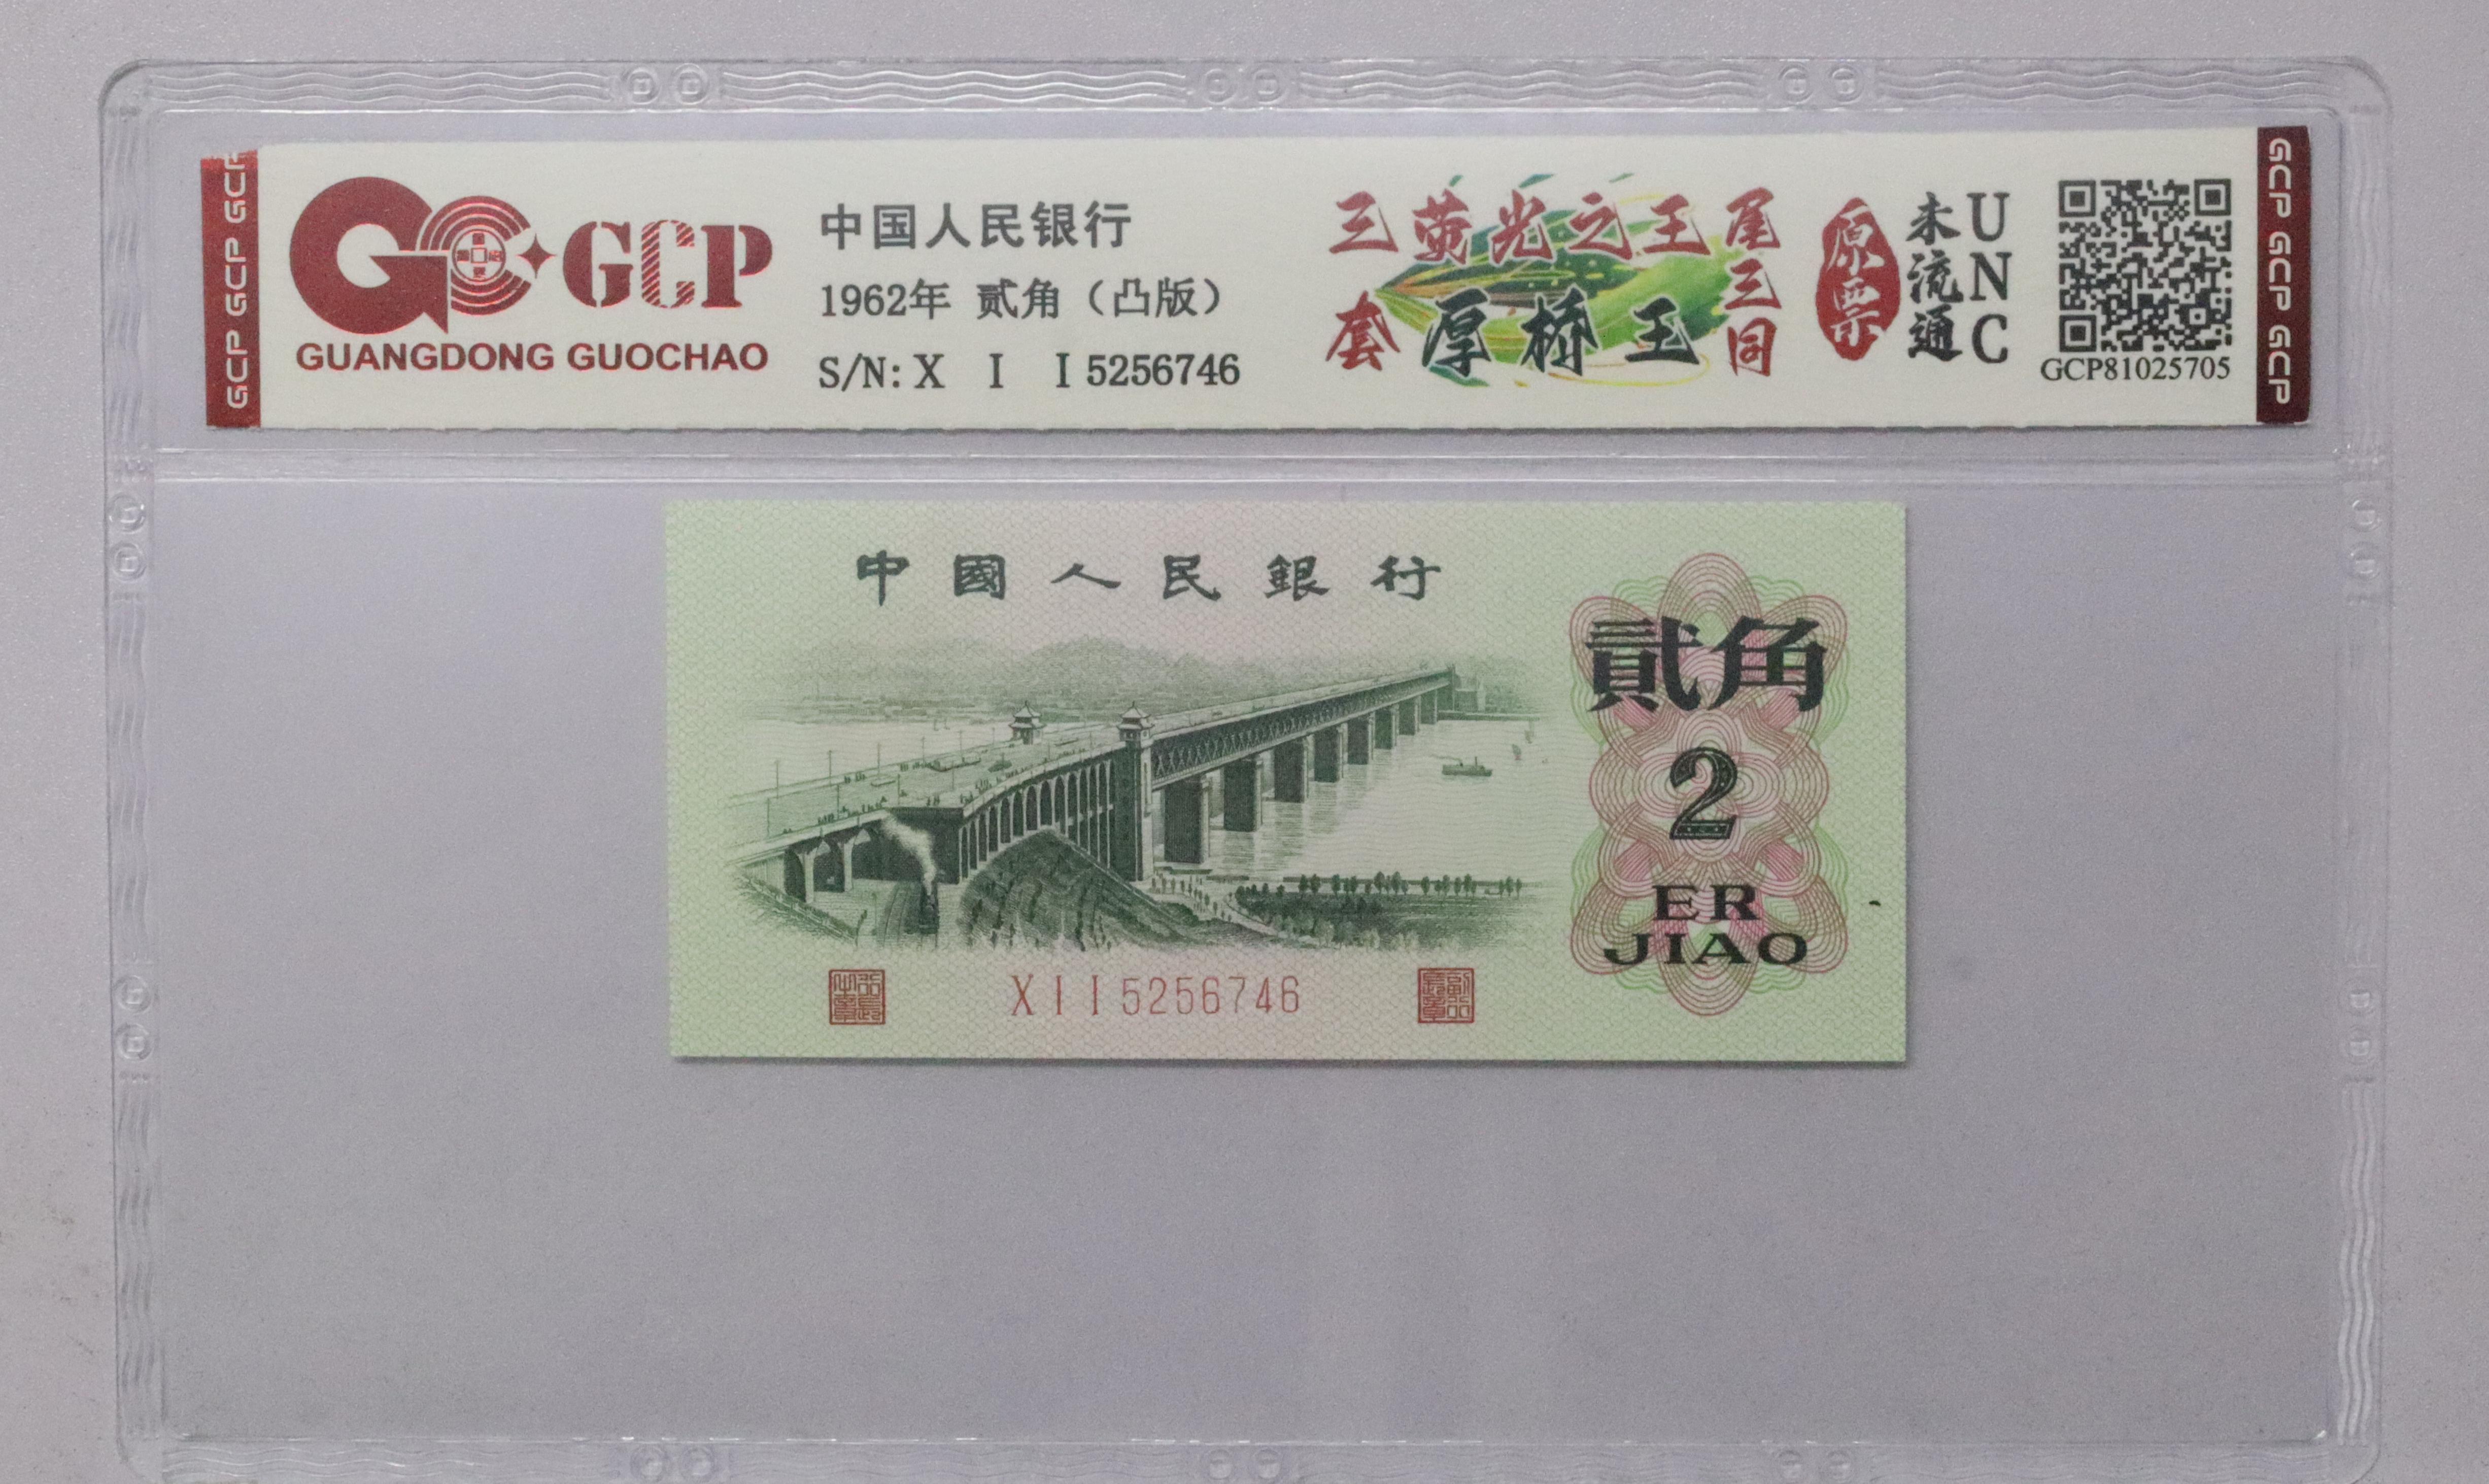 GCP GCP GCP
GCP
GUANGDONG GUOCHAO
中国人民银行
1962年 贰角（凸版）
S/N: X I I 5256746
三套
荧光之王
厚桥王
尾三同
原票
未流通
UNC
GCP81025705
GCP GCP GCP
中國人民銀行
貳角
2
ER
JIAO
X I I 5256746